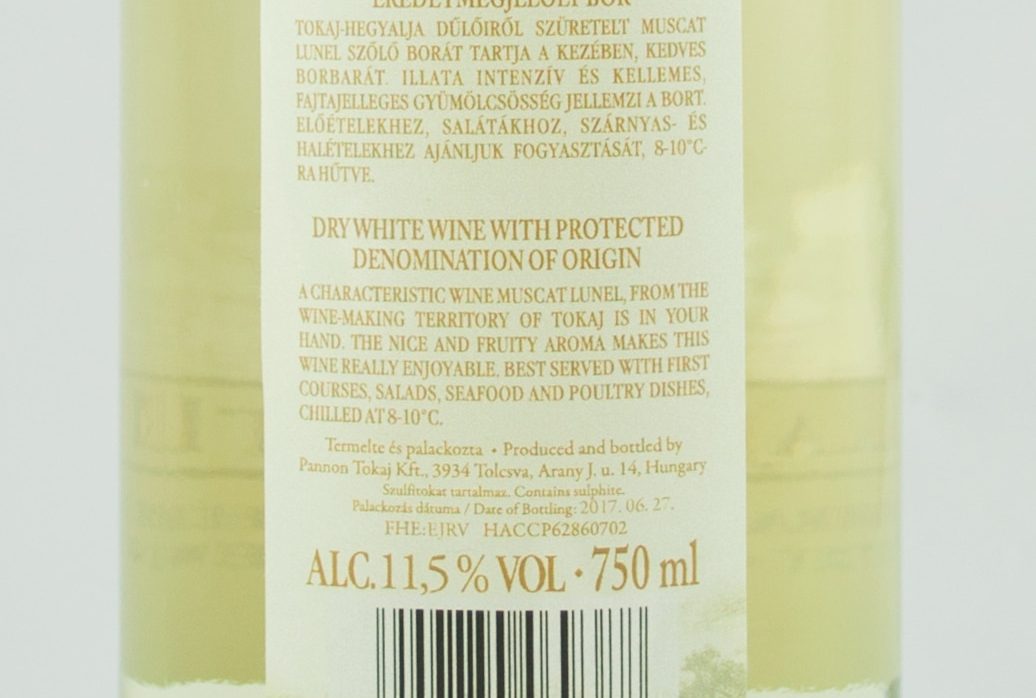 EREDETMEGJELÖLT BOR
TOKAJ-HEGYALJA DŰLŐIRŐL SZÜRETELT MUSCAT
LUNEL SZŐLŐ BORÁT TARTJA A KEZÉBEN, KEDVES
BORBARÁT. ILLATA INTENZÍV ÉS KELLEMES,
FAJTAJELLEGES GYÜMÖLCSÖSSÉG JELLEMZI A BORT.
ELŐÉTELEKHEZ, SALÁTÁKHOZ, SZÁRNYAS- ÉS
HALÉTELEKHEZ AJÁNLJUK FOGYASZTÁSÁT, 8-10°C-
RA HŰTVE.
DRY WHITE WINE WITH PROTECTED
DENOMINATION OF ORIGIN
A CHARACTERISTIC WINE MUSCAT LUNEL, FROM THE
WINE-MAKING TERRITORY OF TOKAJ IS IN YOUR
HAND. THE NICE AND FRUITY AROMA MAKES THIS
WINE REALLY ENJOYABLE. BEST SERVED WITH FIRST
COURSES, SALADS, SEAFOOD AND POULTRY DISHES,
CHILLED AT 8-10°C.
Termelte és palackozta • Produced and bottled by
Pannon Tokaj Kft., 3934 Tolcsva, Arany J. u. 14, Hungary
Szulfitokat tartalmaz. Contains sulphite.
Palackozás dátuma / Date of Bottling: 2017. 06. 27.
FHE:EJRV HACCP62860702
ALC. 11,5 % VOL · 750 ml